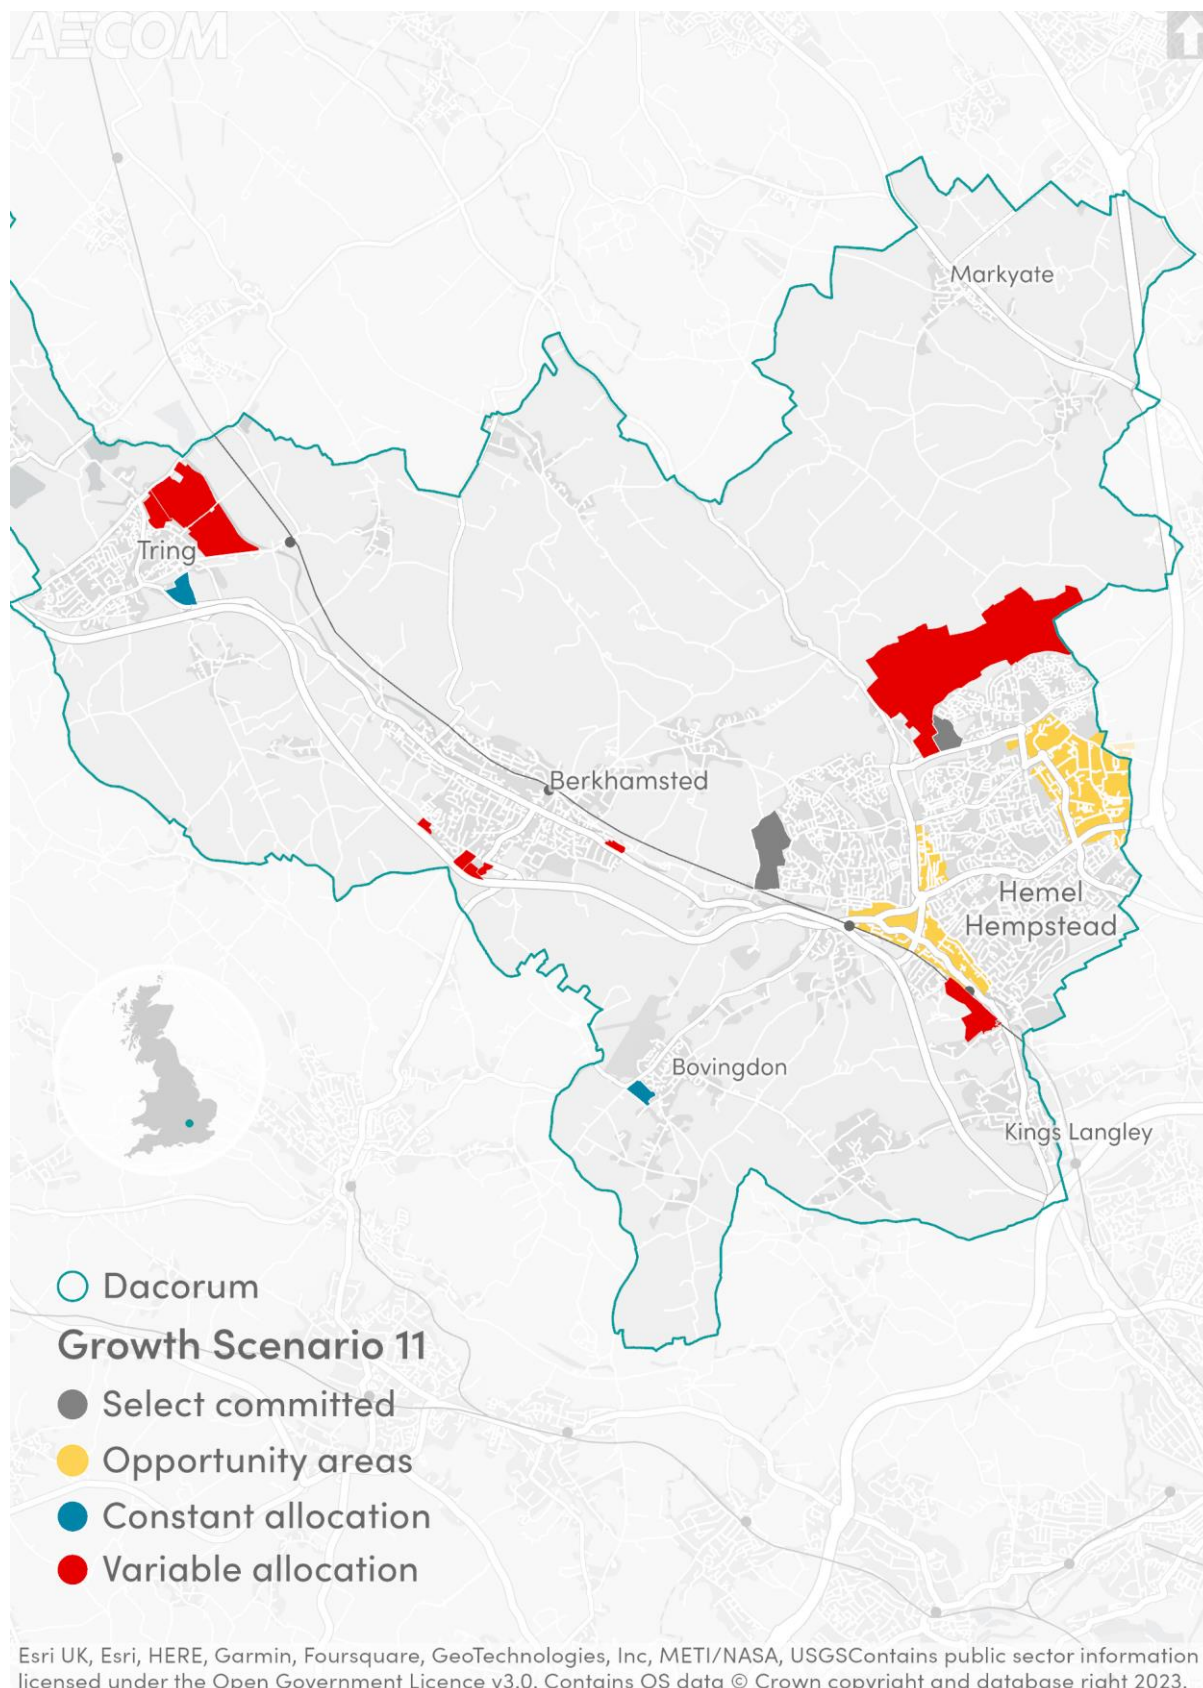 AECOM
Markyate
Tring
Berkhamsted
Hemel
Hempstead
Bovingdon
Kings Langley
Dacorum
Growth Scenario 11
Select committed
Opportunity areas
Constant allocation
Variable allocation
Esri UK, Esri, HERE, Garmin, Foursquare, GeoTechnologies, Inc, METI/NASA, USGSContains public sector information
licensed under the Open Government Licence v3.0. Contains OS data © Crown copyright and database right 2023.